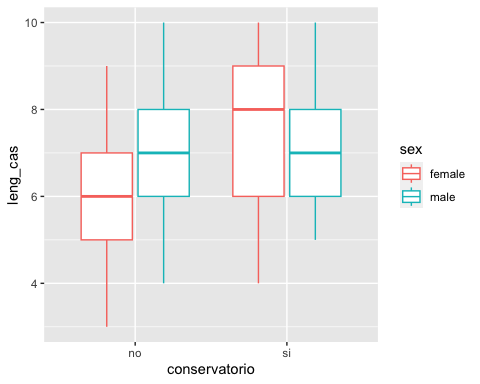 10
8
6
4
leng_cas
no
si
conservatorio
sex
female
male